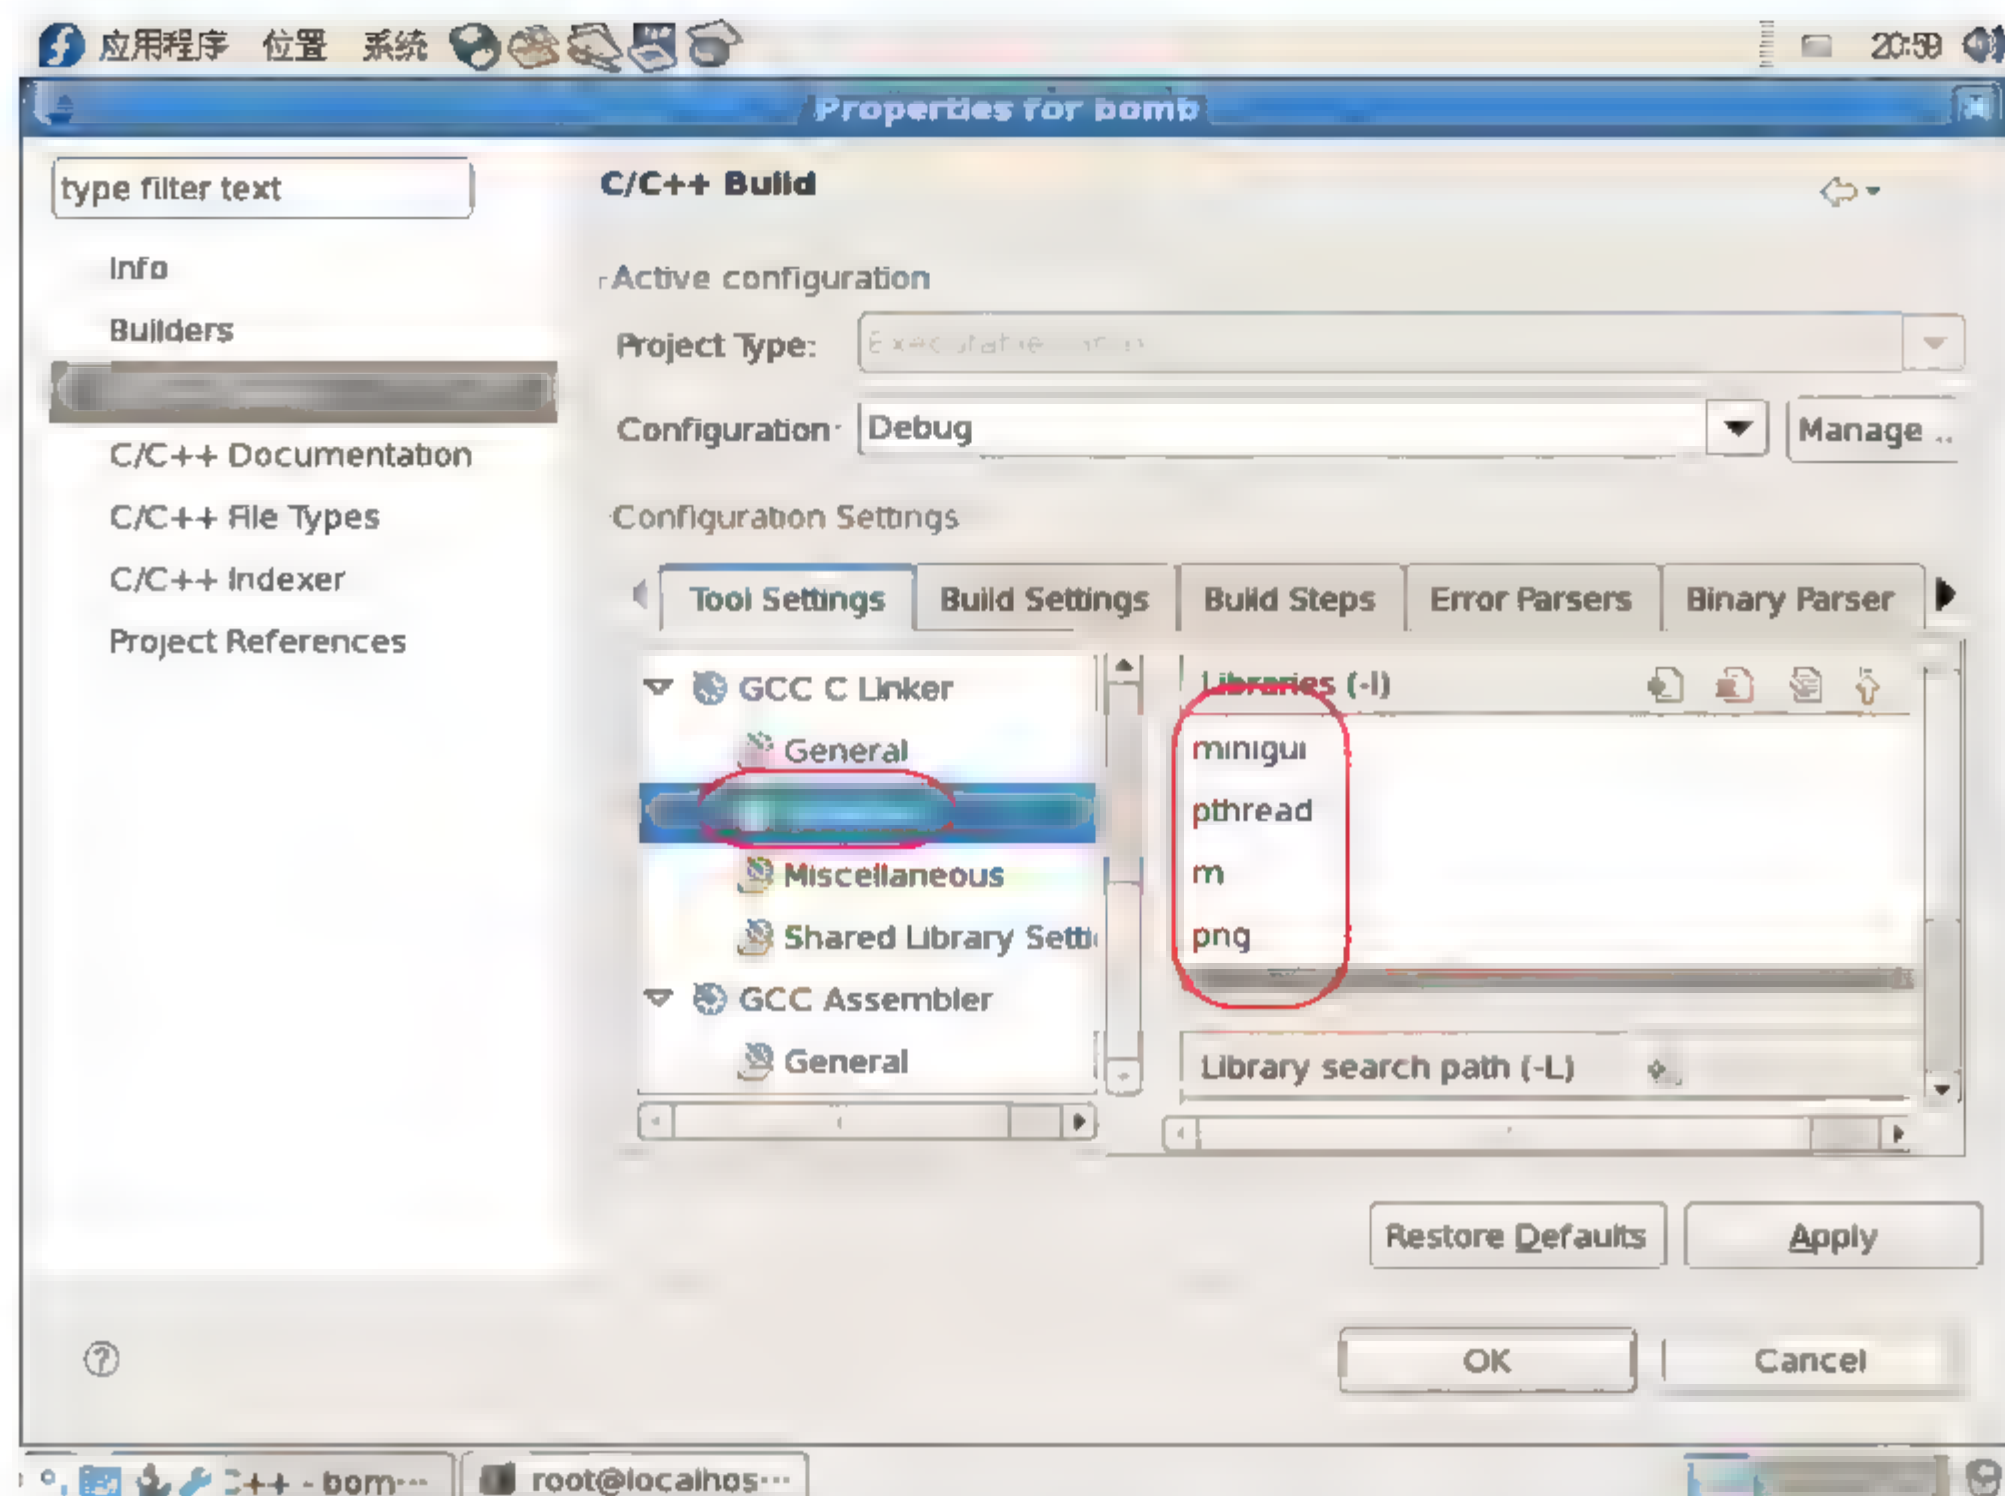 应用程序 位置 系统 20:59
Properties for bomb
type filter text
Info
Builders
C/C++ Documentation
C/C++ File Types
C/C++ Indexer
Project References
C/C++ Build
Active configuration
Project Type:
Configuration: Debug Manage ..
Configuration Settings
Tool Settings Build Settings Build Steps Error Parsers Binary Parser
GCC C Linker
General
Miscellaneous
Shared Library Setti
GCC Assembler
General
Libraries (-l)
minigui
pthread
m
png
Library search path (-L)
Restore Defaults Apply
OK Cancel
C++ - bom... root@localhos...